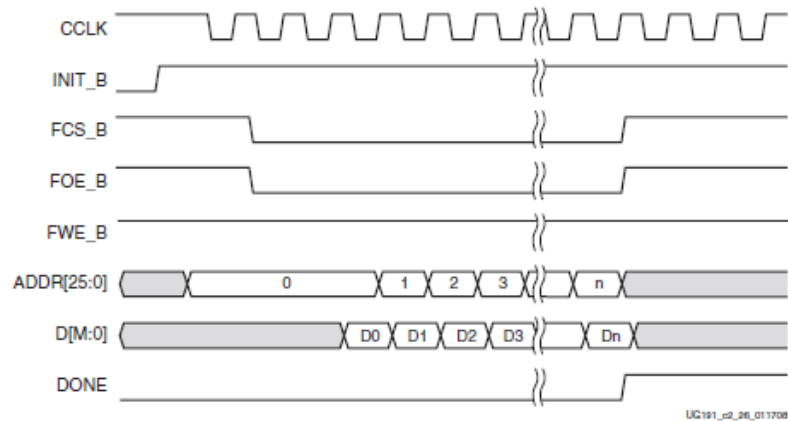 CCLK
INIT_B
FCS_B
FOE_B
FWE_B
ADDR[25:0] 0 1 2 3 n
D[M:0] D0 D1 D2 D3 Dn
DONE
UG191_c2_26_011708